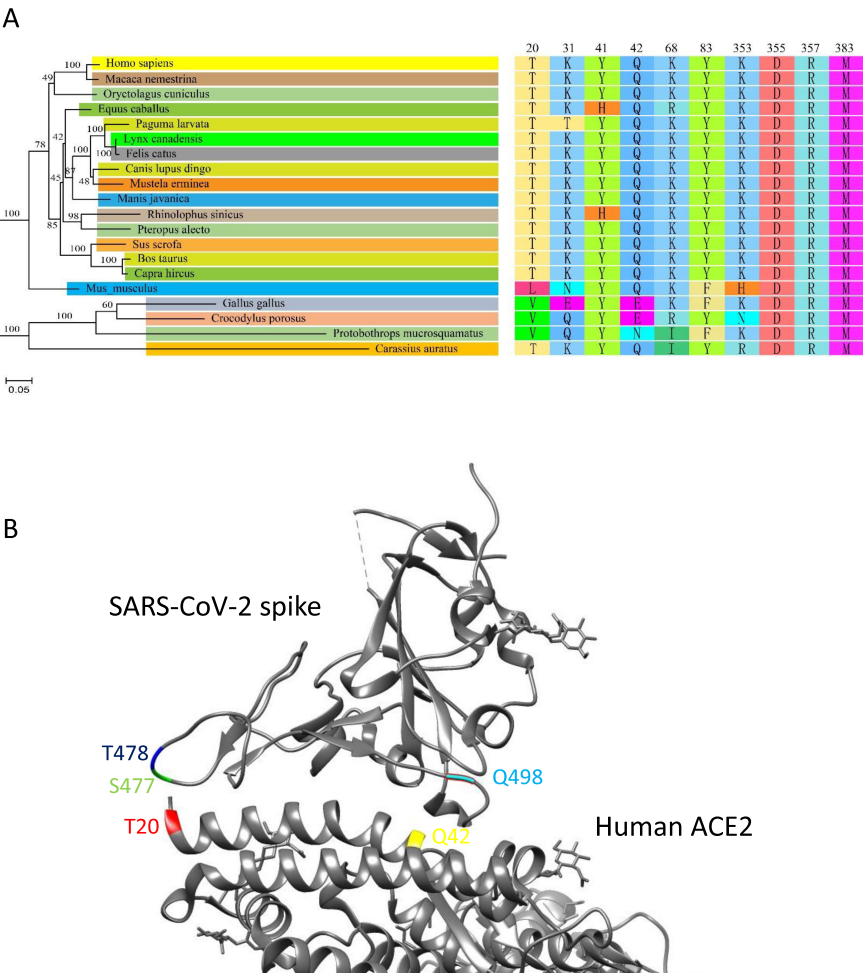 A
20 31 41 42 68 83 353 355 357 383
100 Homo sapiens T K Y Q K Y K D R M
49 Macaca nemestrina T K Y Q K Y K D R M
Oryctolagus cuniculus T K Y Q K Y K D R M
Equus caballus T K H Q R Y K D R M
42 100 Paguma larvata T T Y Q K Y K D R M
78 100 Lynx canadensis T K Y Q K Y K D R M
100 Felis catus T K Y Q K Y K D R M
45 87 Canis lupus dingo T K Y Q K Y K D R M
48 Mustela erminea T K Y Q K Y K D R M
Manis javanica T K Y Q K Y K D R M
100 98 Rhinolophus sinicus T K H Q K Y K D R M
85 Pteropus alecto T K Y Q K Y K D R M
100 Sus scrofa T K Y Q K Y K D R M
100 Bos taurus T K Y Q K Y K D R M
Capra hircus T K Y Q K Y K D R M
Mus_musculus L N Y Q K F H D R M
60 Gallus gallus V E Y E K F K D R M
100 Crocodylus porosus V Q Y E R Y N D R M
100 Protobothrops mucrosquamatus V Q Y N I F K D R M
Carassius auratus T K Y Q I Y R D R M
0.05
B
SARS-CoV-2 spike
T478
S477
Q498
T20
Q42
Human ACE2